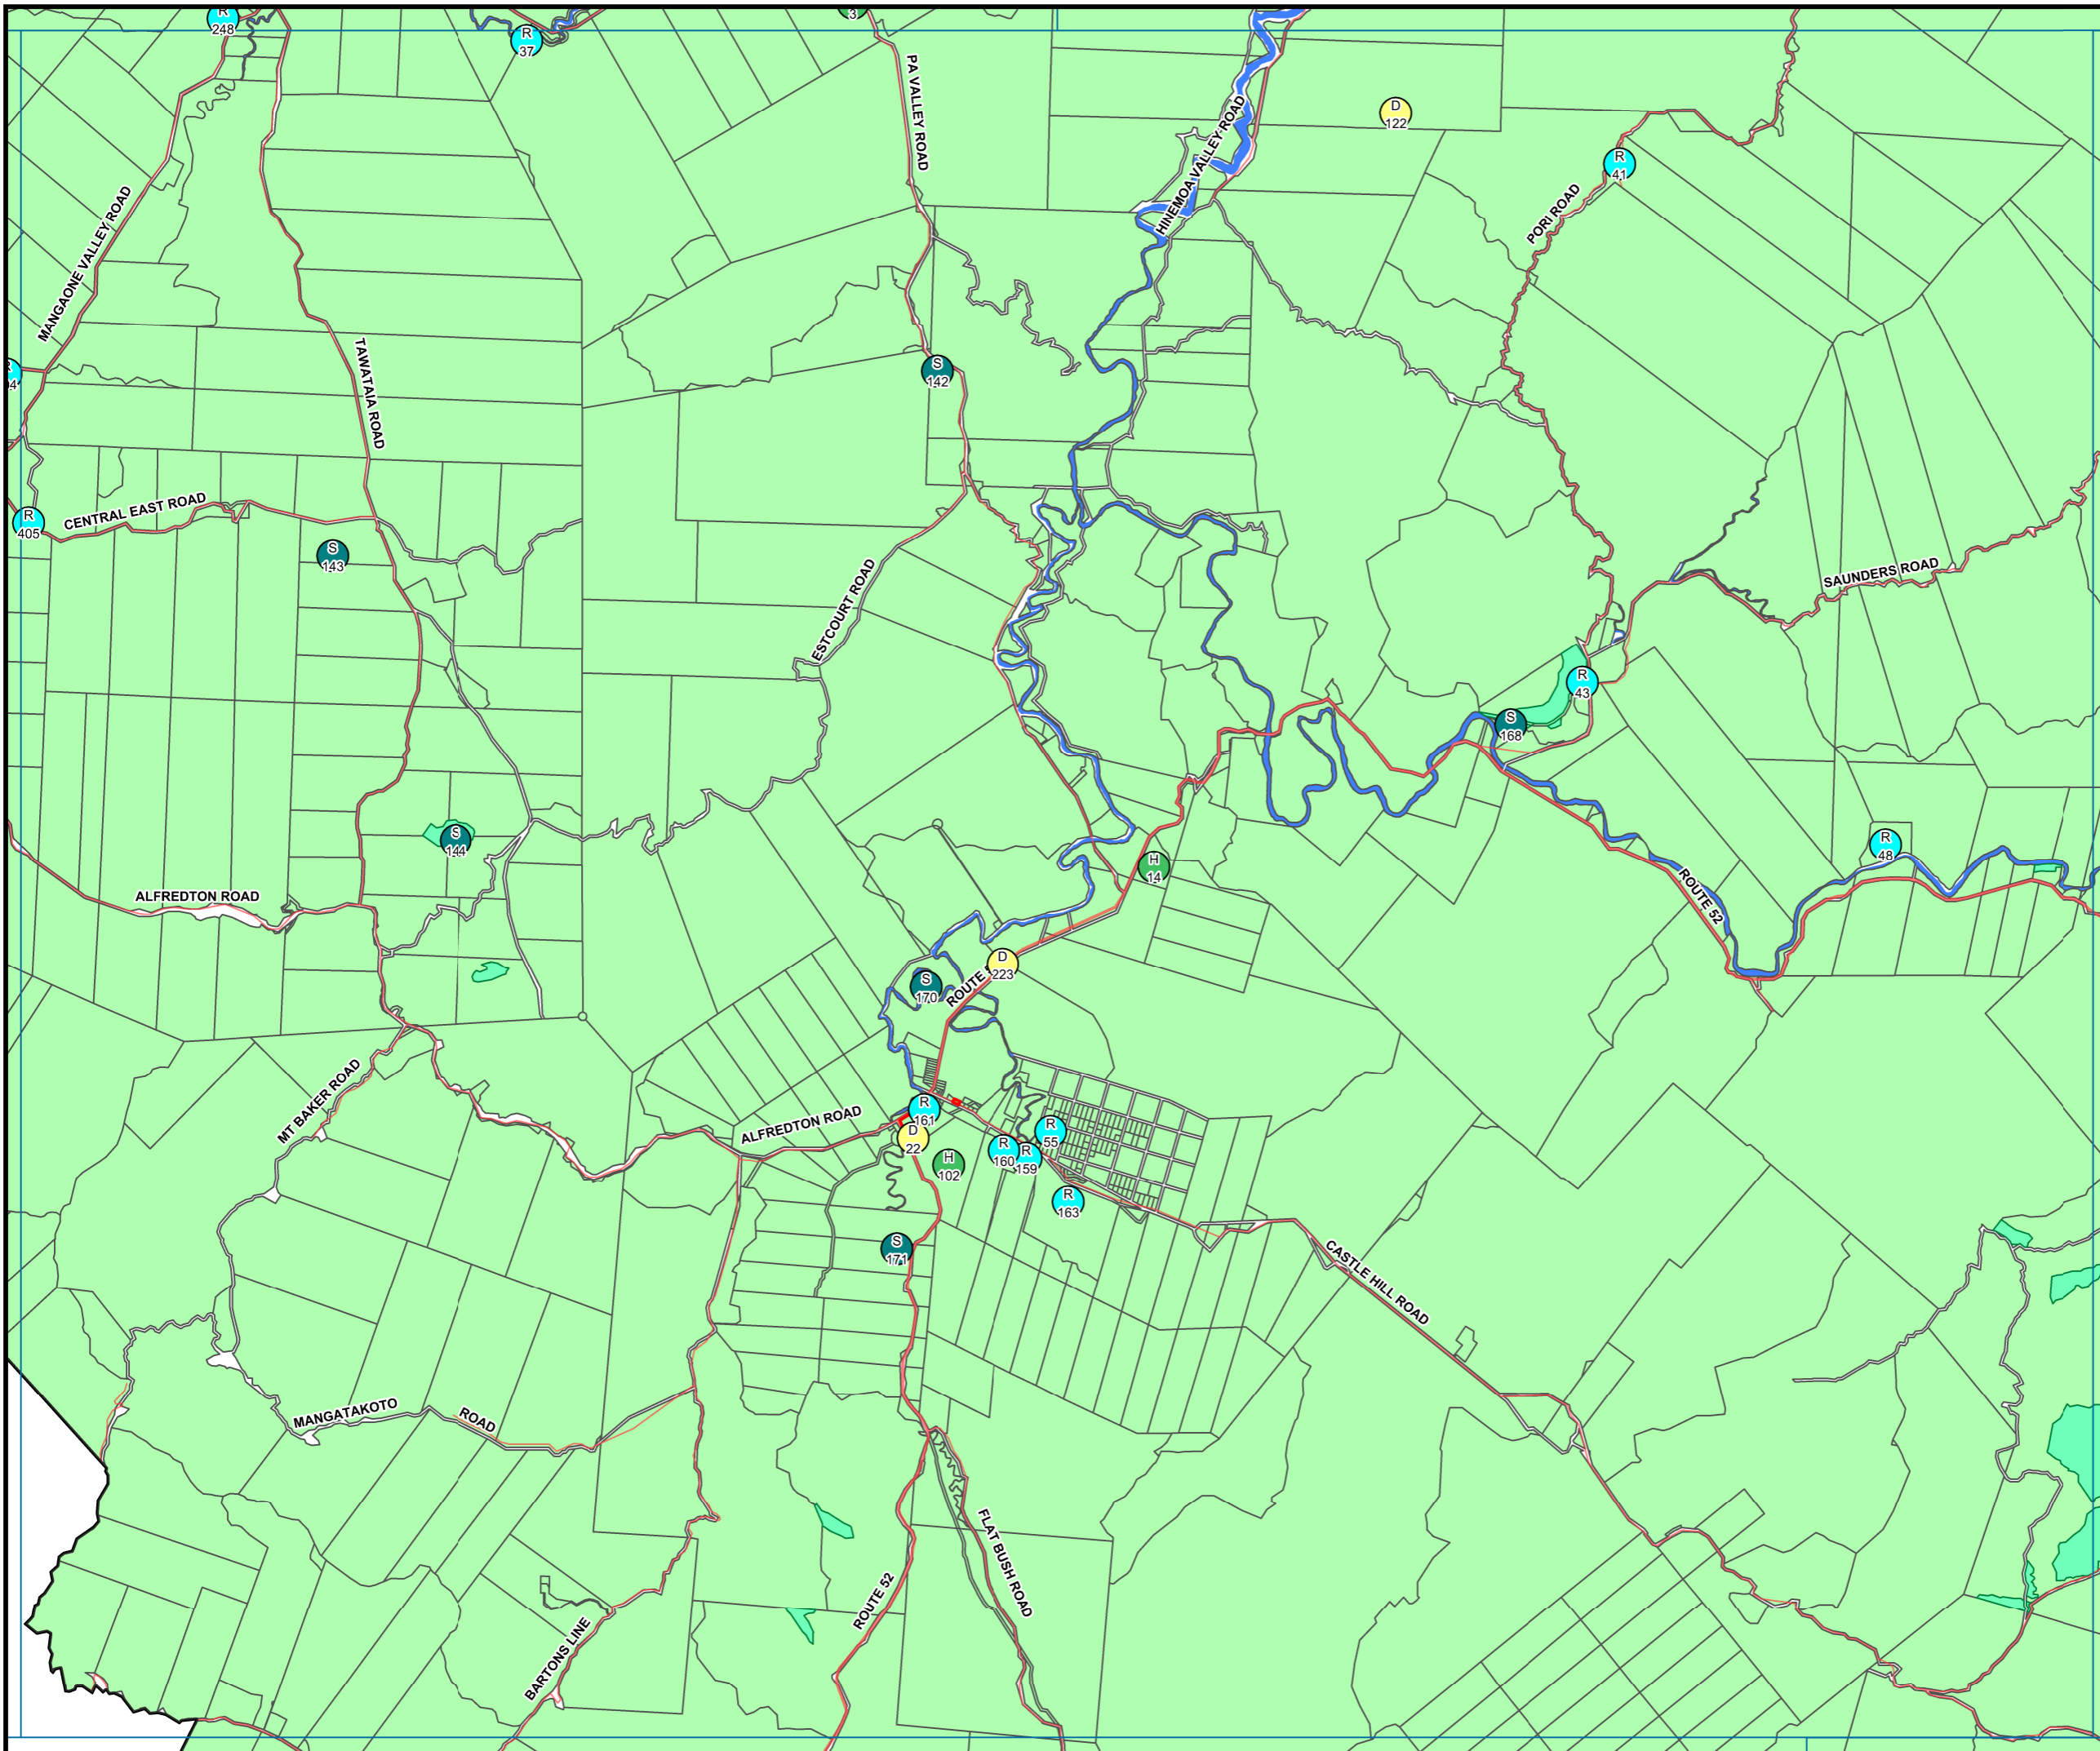 R
248
R
37
3
PA VALLEY ROAD
HINEMOA VALLEY ROAD
D
122
R
41
PORI ROAD
MANGAONE VALLEY ROAD
TAWATAIA ROAD
S
142
R
405
CENTRAL EAST ROAD
S
143
ESTCOURT ROAD
SAUNDERS ROAD
R
43
S
168
S
144
R
48
H
14
ROUTE 52
ALFREDTON ROAD
D
223
S
170
ROUTE
MT BAKER ROAD
ALFREDTON ROAD
R
161
D
22
H
102
R
160
R
159
R
55
R
163
S
171
CASTLE HILL ROAD
MANGATAKOTO
ROAD
FLAT BUSH ROAD
ROUTE 52
BARTONS LINE